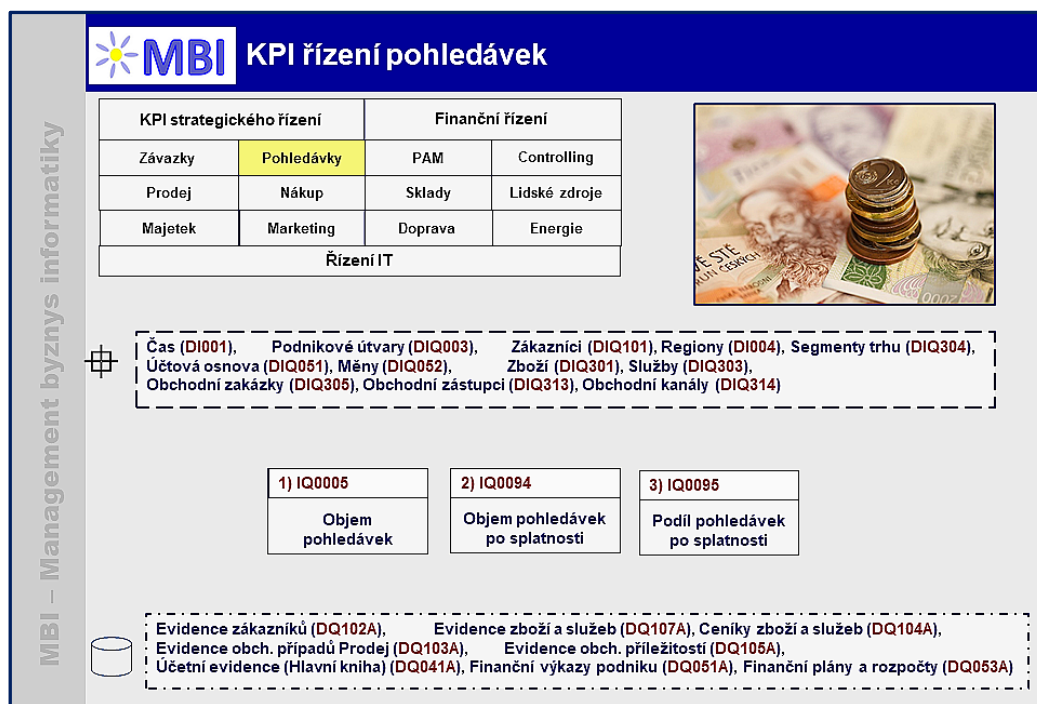 MBI – Management byznys informatiky
MBI
KPI řízení pohledávek
KPI strategického řízení
Finanční řízení
Závazky
Pohledávky
PAM
Controlling
Prodej
Nákup
Sklady
Lidské zdroje
Majetek
Marketing
Doprava
Energie
Řízení IT
Čas (DI001), Podnikové útvary (DIQ003), Zákazníci (DIQ101), Regiony (DI004), Segmenty trhu (DIQ304),
Účtová osnova (DIQ051), Měny (DIQ052), Zboží (DIQ301), Služby (DIQ303),
Obchodní zakázky (DIQ305), Obchodní zástupci (DIQ313), Obchodní kanály (DIQ314)
1) IQ0005
Objem
pohledávek
2) IQ0094
Objem pohledávek
po splatnosti
3) IQ0095
Podíl pohledávek
po splatnosti
Evidence zákazníků (DQ102A), Evidence zboží a služeb (DQ107A), Ceníky zboží a služeb (DQ104A),
Evidence obch. případů Prodej (DQ103A), Evidence obch. příležitostí (DQ105A),
Účetní evidence (Hlavní kniha) (DQ041A), Finanční výkazy podniku (DQ051A), Finanční plány a rozpočty (DQ053A)